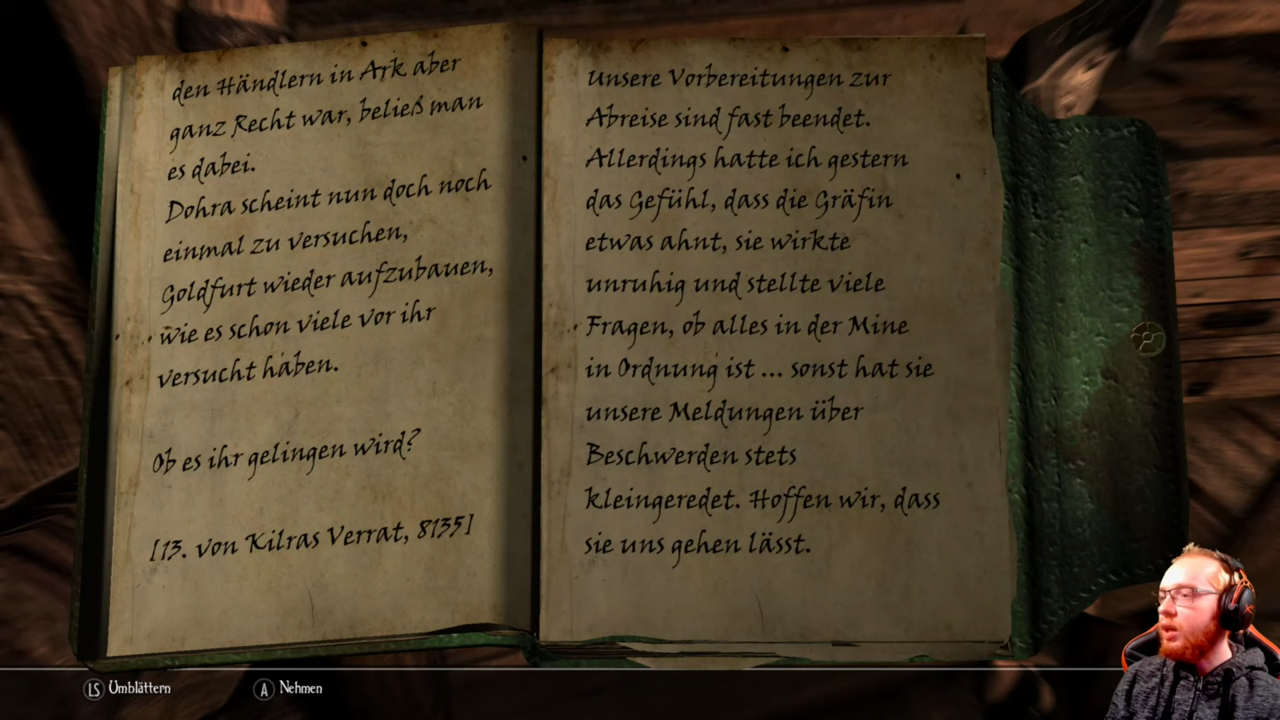 den Händlern in Ark aber
ganz Recht war, beließ man
es dabei.
Dohra scheint nun doch noch
einmal zu versuchen,
Goldfurt wieder aufzubauen,
wie es schon viele vor ihr
versucht haben.
Ob es ihr gelingen wird?
[13. von Kilras Verrat, 8135]
Unsere Vorbereitungen zur
Abreise sind fast beendet.
Allerdings hatte ich gestern
das Gefühl, dass die Gräfin
etwas ahnt, sie wirkte
unruhig und stellte viele
Fragen, ob alles in der Mine
in Ordnung ist ... sonst hat sie
unsere Meldungen über
Beschwerden stets
kleingeredet. Hoffen wir, dass
sie uns gehen lässt.
LS Umblättern
A Nehmen